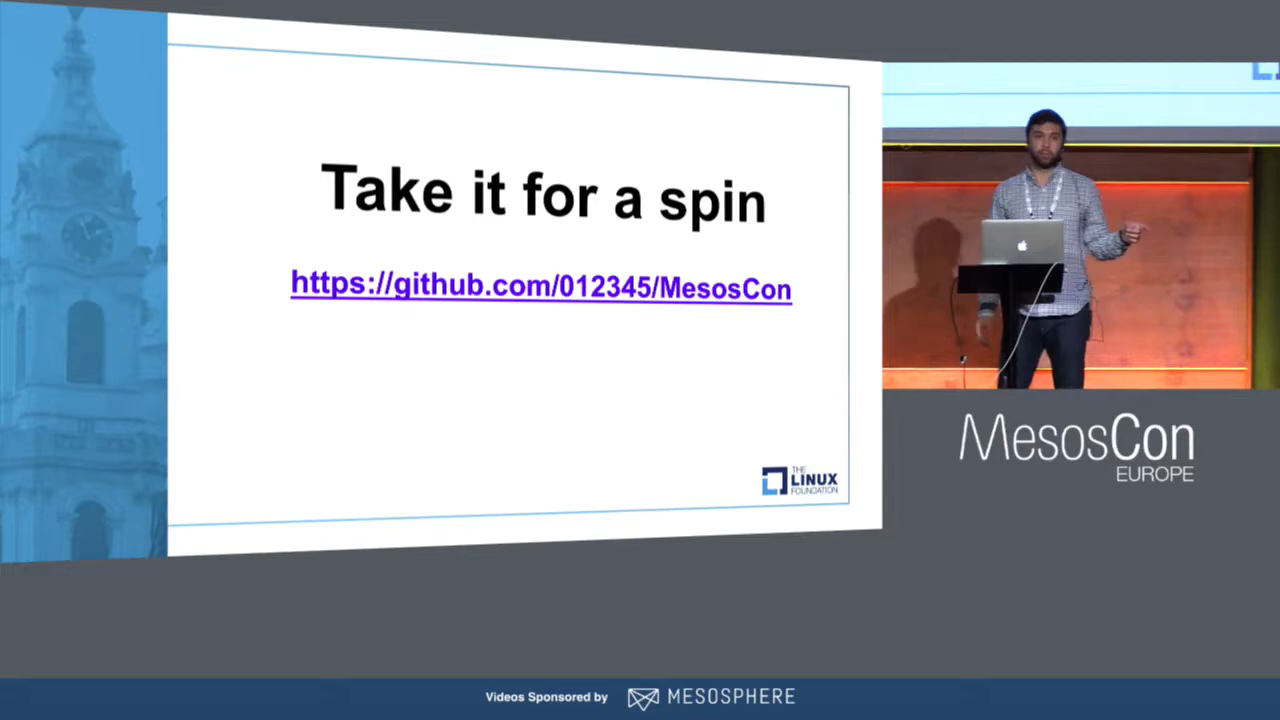 Take it for a spin
https://github.com/012345/MesosCon
THE
LINUX
FOUNDATION
MesosCon
EUROPE
Videos Sponsored by MESOSPHERE